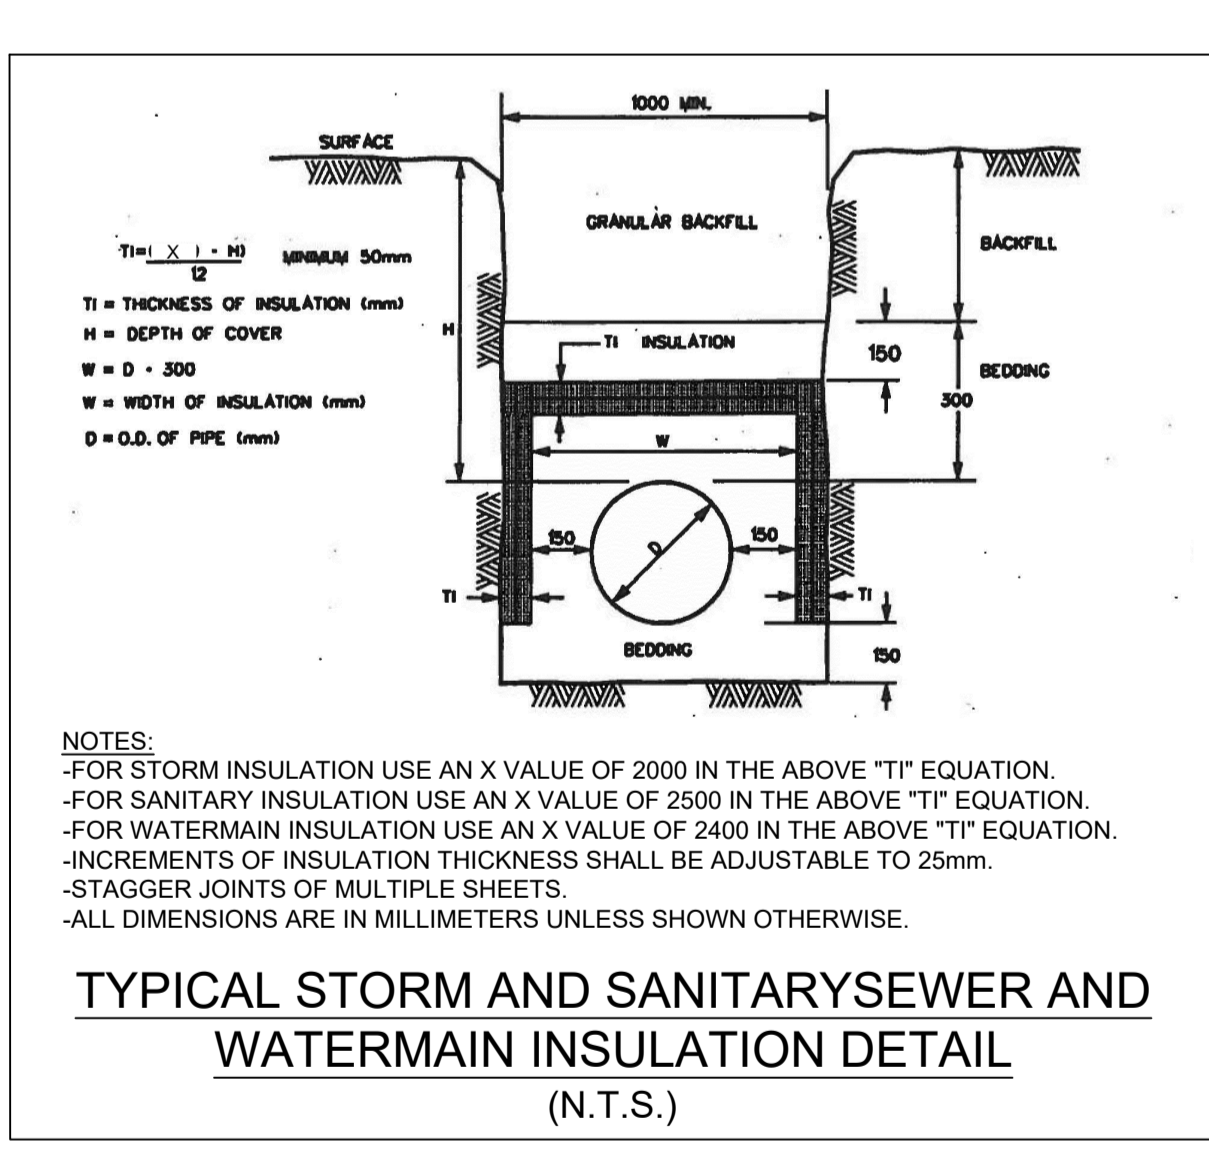 1000 MIN.
SURFACE
GRANULAR BACKFILL
BACKFILL
TI=( X ) - H)
12
MINIMUM 50mm
TI = THICKNESS OF INSULATION (mm)
H = DEPTH OF COVER
W = D + 300
W = WIDTH OF INSULATION (mm)
D = O.D. OF PIPE (mm)
H
TI INSULATION
150
BEDDING
300
W
150
D
150
TI
TI
BEDDING
150
NOTES:
-FOR STORM INSULATION USE AN X VALUE OF 2000 IN THE ABOVE "TI" EQUATION.
-FOR SANITARY INSULATION USE AN X VALUE OF 2500 IN THE ABOVE "TI" EQUATION.
-FOR WATERMAIN INSULATION USE AN X VALUE OF 2400 IN THE ABOVE "TI" EQUATION.
-INCREMENTS OF INSULATION THICKNESS SHALL BE ADJUSTABLE TO 25mm.
-STAGGER JOINTS OF MULTIPLE SHEETS.
-ALL DIMENSIONS ARE IN MILLIMETERS UNLESS SHOWN OTHERWISE.
TYPICAL STORM AND SANITARYSEWER AND
WATERMAIN INSULATION DETAIL
(N.T.S.)